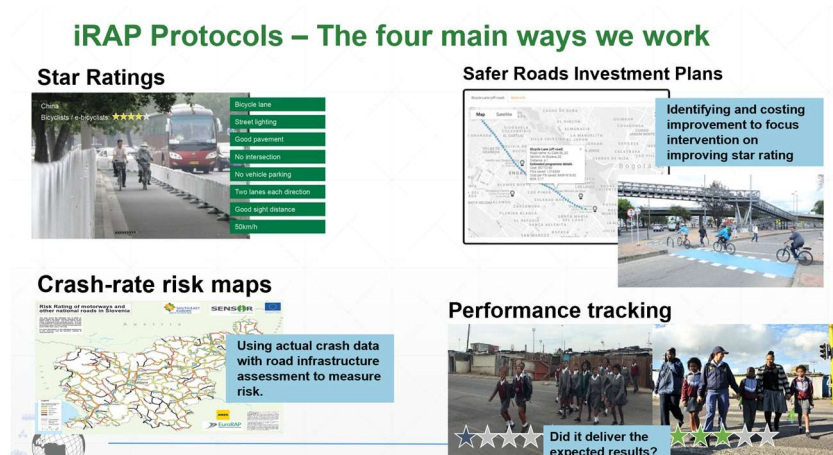 iRAP Protocols – The four main ways we work
Star Ratings
China
Bicyclists / e-bicyclists:
Bicycle lane
Street lighting
Good pavement
No intersection
No vehicle parking
Two lanes each direction
Good sight distance
50km/h
Safer Roads Investment Plans
Map
Satellite
Identifying and costing
improvement to focus
intervention on
improving star rating
Crash-rate risk maps
Risk Rating of motorways and
other national roads in Slovenia
SENSOR
Using actual crash data
with road infrastructure
assessment to measure
risk.
EuroRAP
Performance tracking
Did it deliver the
expected results?